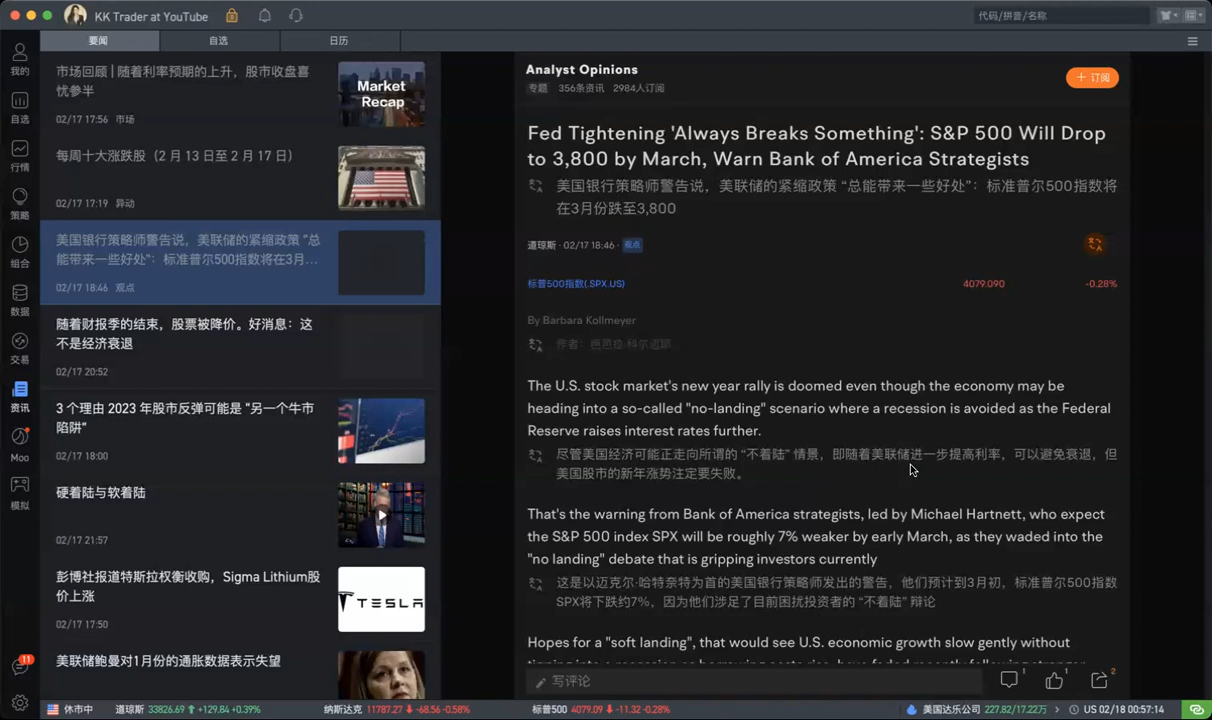 KK Trader at YouTube
代码/拼音/名称
要闻
自选
日历
我的
自选
行情
策略
组合
数据
交易
资讯
Moo
模拟
11
市场回顾 | 随着利率预期的上升，股市收盘喜
忧参半
02/17 17:56 市场
Market
Recap
每周十大涨跌股（2 月 13 日至 2 月 17 日）
02/17 17:19 异动
美国银行策略师警告说，美联储的紧缩政策 “总
能带来一些好处”：标准普尔500指数将在3月...
02/17 18:46 观点
随着财报季的结束，股票被降价。好消息：这
不是经济衰退
02/17 20:52
3 个理由 2023 年股市反弹可能是 “另一个牛市
陷阱”
02/17 18:00
硬着陆与软着陆
02/17 21:57
彭博社报道特斯拉权衡收购，Sigma Lithium股
价上涨
02/17 17:50
TESLA
美联储鲍曼对1月份的通胀数据表示失望
Analyst Opinions
专题 356条资讯 2984人订阅
+ 订阅
Fed Tightening 'Always Breaks Something': S&P 500 Will Drop
to 3,800 by March, Warn Bank of America Strategists
美国银行策略师警告说，美联储的紧缩政策 “总能带来一些好处”：标准普尔500指数将
在3月份跌至3,800
道琼斯 · 02/17 18:46 · 观点
标普500指数(.SPX.US) 4079.090 -0.28%
By Barbara Kollmeyer
作者：芭芭拉·科尔迈耶
The U.S. stock market's new year rally is doomed even though the economy may be
heading into a so-called "no-landing" scenario where a recession is avoided as the Federal
Reserve raises interest rates further.
尽管美国经济可能正走向所谓的 “不着陆” 情景，即随着美联储进一步提高利率，可以避免衰退，但
美国股市的新年涨势注定要失败。
That's the warning from Bank of America strategists, led by Michael Hartnett, who expect
the S&P 500 index SPX will be roughly 7% weaker by early March, as they waded into the
"no landing" debate that is gripping investors currently
这是以迈克尔·哈特奈特为首的美国银行策略师发出的警告，他们预计到3月初，标准普尔500指数
SPX将下跌约7%，因为他们涉足了目前困扰投资者的 “不着陆” 辩论
Hopes for a "soft landing", that would see U.S. economic growth slow gently without
写评论
1
1
2
休市中 道琼斯 33826.69 +129.84 +0.39% 纳斯达克 11787.27 -68.56 -0.58% 标普500 4079.09 -11.32 -0.28% 美国达乐公司 227.82/17.22万 US 02/18 00:57:14